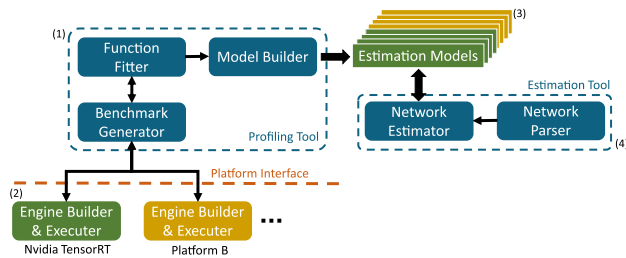 (1)
Function
Fitter
Model Builder
Benchmark
Generator
Profiling Tool
(3)
Estimation Models
Estimation Tool
Network
Estimator
Network
Parser
(4)
Platform Interface
(2)
Engine Builder
& Executer
Nvidia TensorRT
Engine Builder
& Executer
Platform B
...